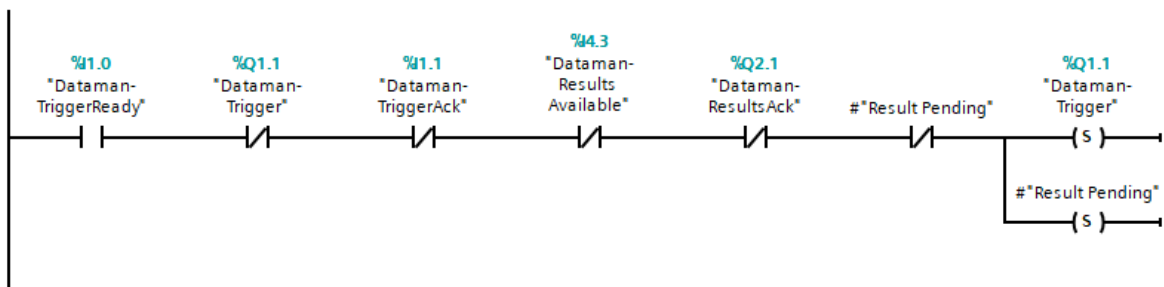 %I1.0
"Dataman-
TriggerReady"
%Q1.1
"Dataman-
Trigger"
%I1.1
"Dataman-
TriggerAck"
%I4.3
"Dataman-
Results
Available"
%Q2.1
"Dataman-
ResultsAck"
#"Result Pending"
%Q1.1
"Dataman-
Trigger"
( S )
#"Result Pending"
( S )